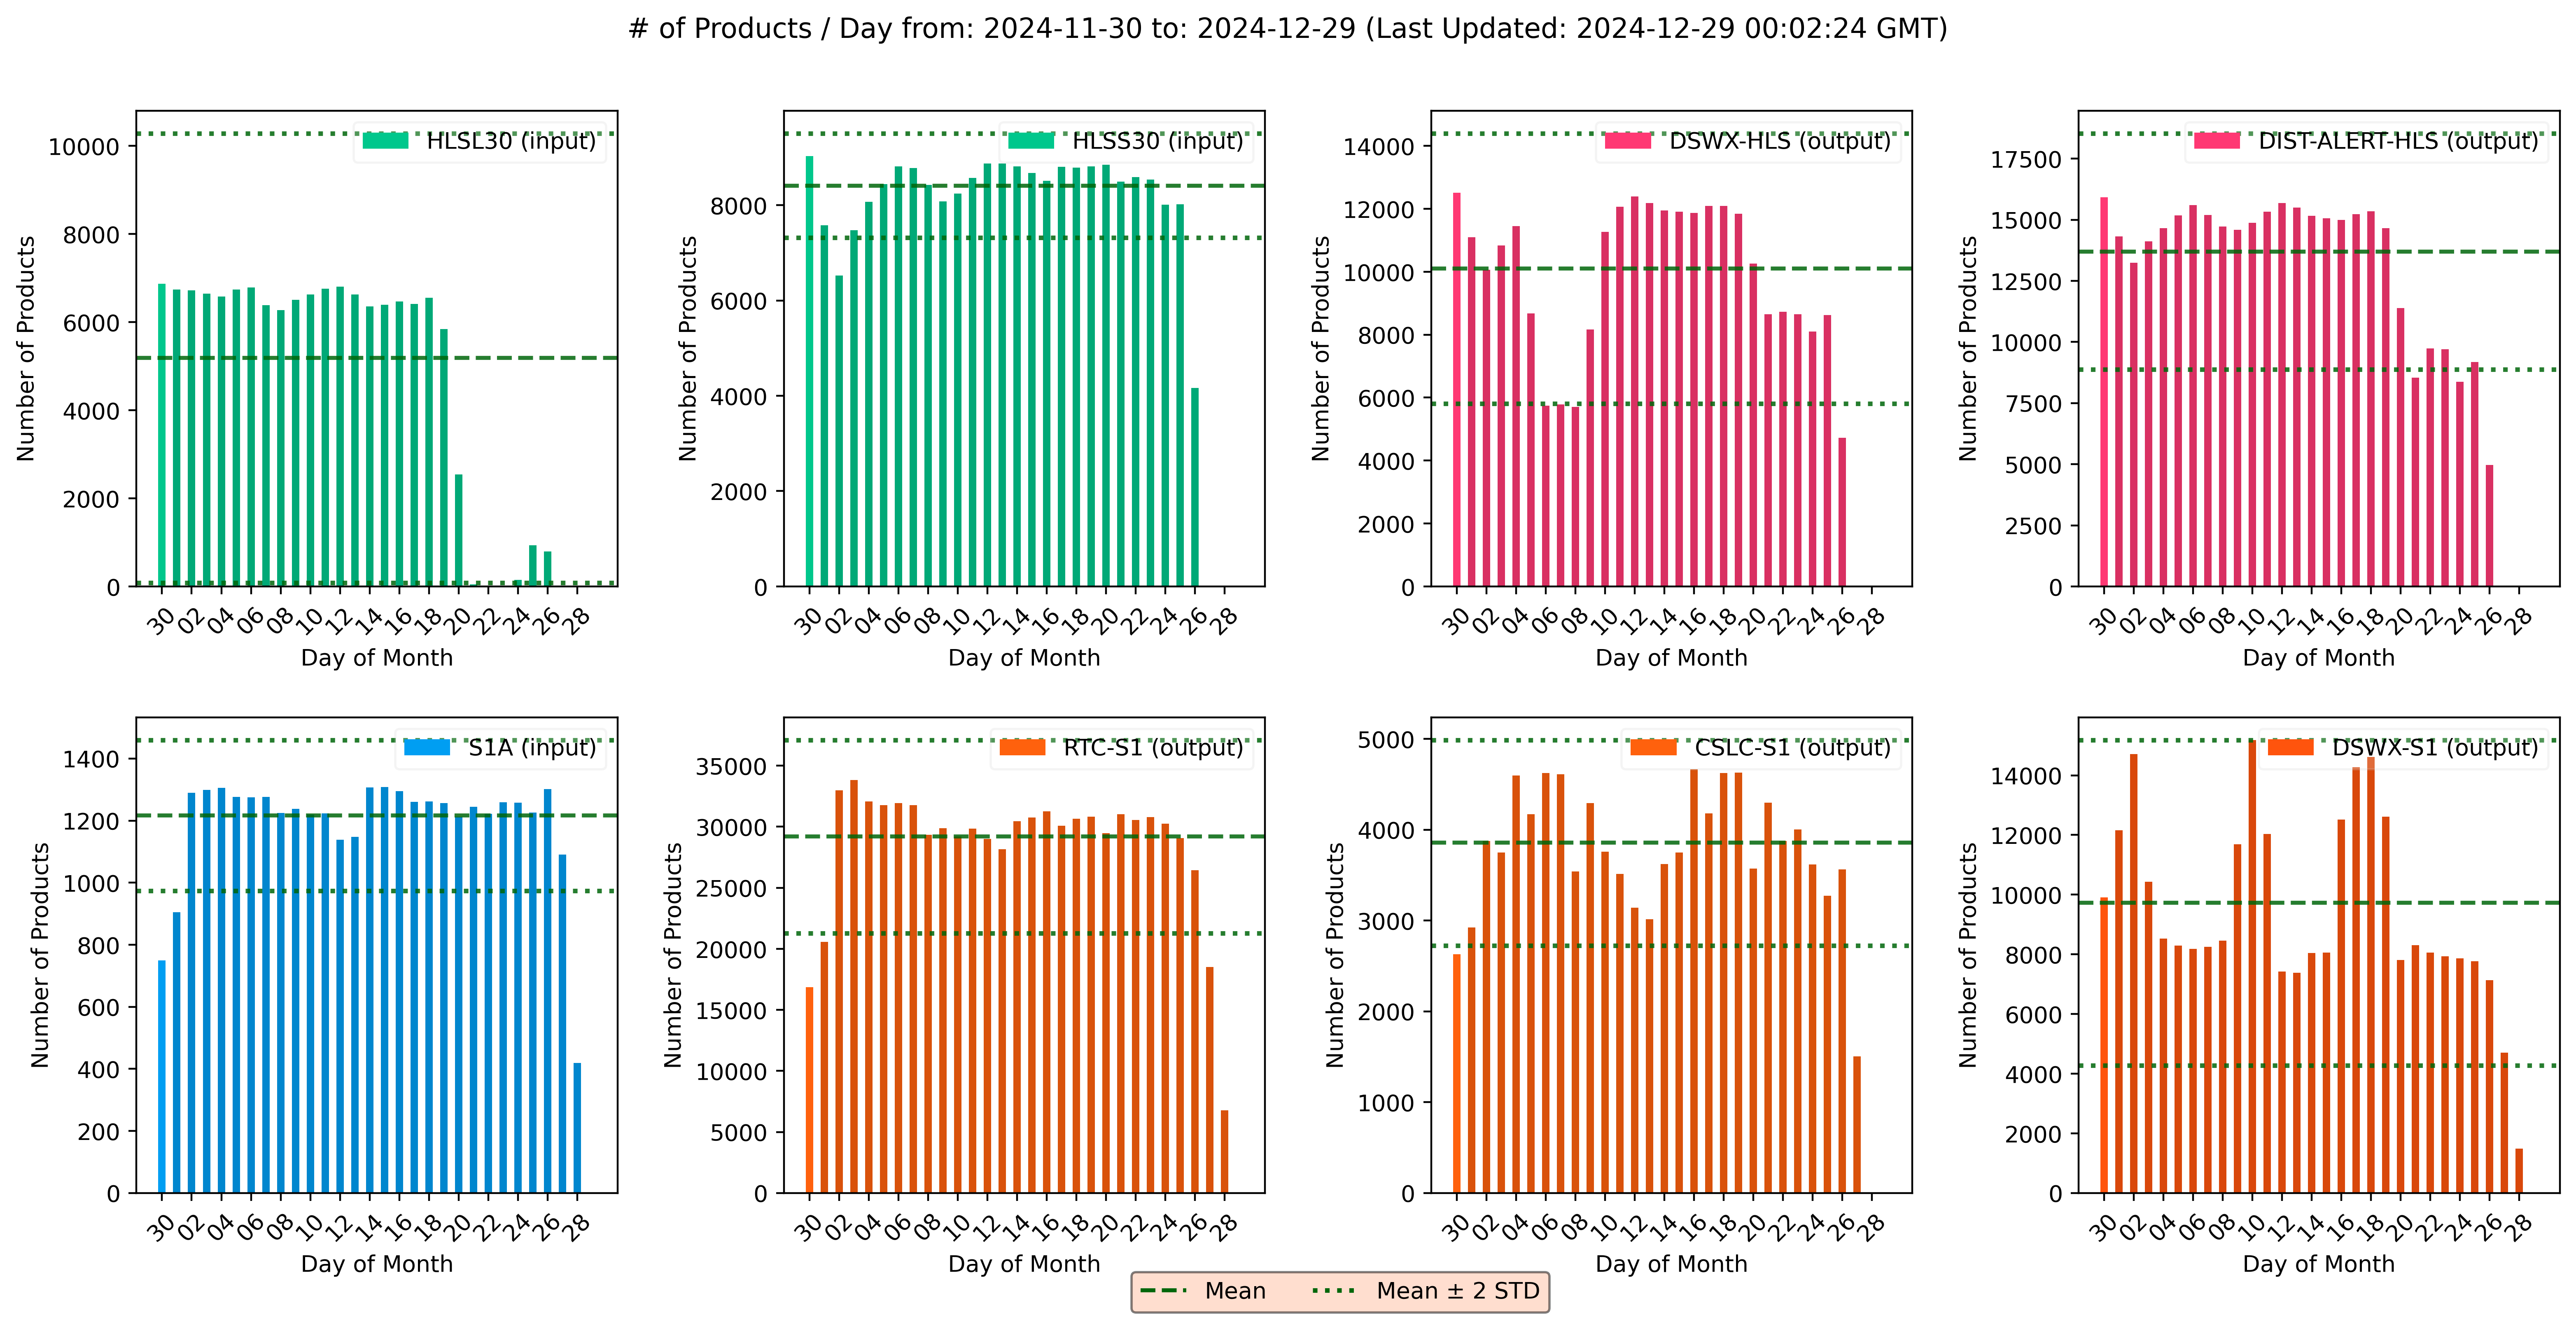 # of Products / Day from: 2024-11-30 to: 2024-12-29 (Last Updated: 2024-12-29 00:02:24 GMT)
HLSL30 (input)
Number of Products
10000
8000
6000
4000
2000
0
30 02 04 06 08 10 12 14 16 18 20 22 24 26 28
Day of Month
HLSS30 (input)
Number of Products
8000
6000
4000
2000
0
30 02 04 06 08 10 12 14 16 18 20 22 24 26 28
Day of Month
DSWX-HLS (output)
Number of Products
14000
12000
10000
8000
6000
4000
2000
0
30 02 04 06 08 10 12 14 16 18 20 22 24 26 28
Day of Month
DIST-ALERT-HLS (output)
Number of Products
17500
15000
12500
10000
7500
5000
2500
0
30 02 04 06 08 10 12 14 16 18 20 22 24 26 28
Day of Month
S1A (input)
Number of Products
1400
1200
1000
800
600
400
200
0
30 02 04 06 08 10 12 14 16 18 20 22 24 26 28
Day of Month
RTC-S1 (output)
Number of Products
35000
30000
25000
20000
15000
10000
5000
0
30 02 04 06 08 10 12 14 16 18 20 22 24 26 28
Day of Month
CSLC-S1 (output)
Number of Products
5000
4000
3000
2000
1000
0
30 02 04 06 08 10 12 14 16 18 20 22 24 26 28
Day of Month
DSWX-S1 (output)
Number of Products
14000
12000
10000
8000
6000
4000
2000
0
30 02 04 06 08 10 12 14 16 18 20 22 24 26 28
Day of Month
Mean
Mean ± 2 STD